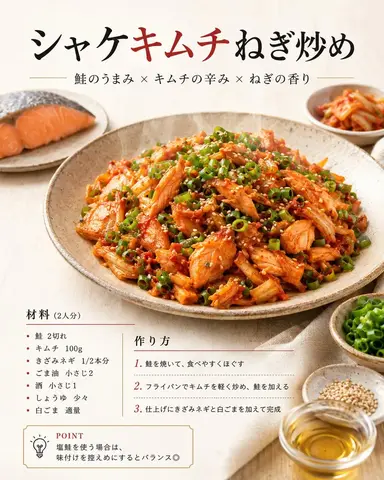 シャケキムチねぎ炒め
鮭のうまみ × キムチの辛み × ねぎの香り
材料(2人分)
• 鮭 2切れ
• キムチ 100g
• きざみネギ 1/2本分
• ごま油 小さじ2
• 酒 小さじ1
• しょうゆ 少々
• 白ごま 適量
作り方
1. 鮭を焼いて、食べやすくほぐす
2. フライパンでキムチを軽く炒め、鮭を加える
3. 仕上げにきざみネギと白ごまを加えて完成
POINT
塩鮭を使う場合は、
味付けを控えめにするとバランス◎